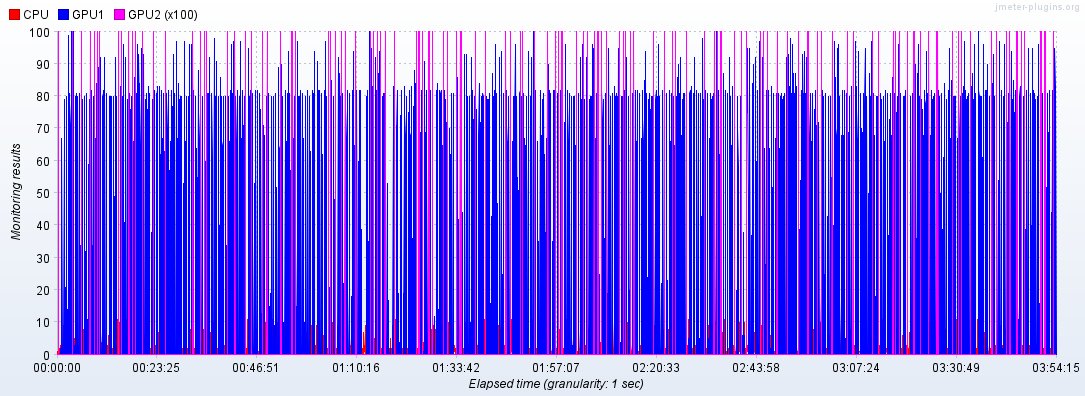 jmeter-plugins.org
CPU GPU1 GPU2 (x100)
100
90
80
70
60
50
40
30
20
10
0
Monitoring results
00:00:00 00:23:25 00:46:51 01:10:16 01:33:42 01:57:07 02:20:33 02:43:58 03:07:24 03:30:49 03:54:15
Elapsed time (granularity: 1 sec)